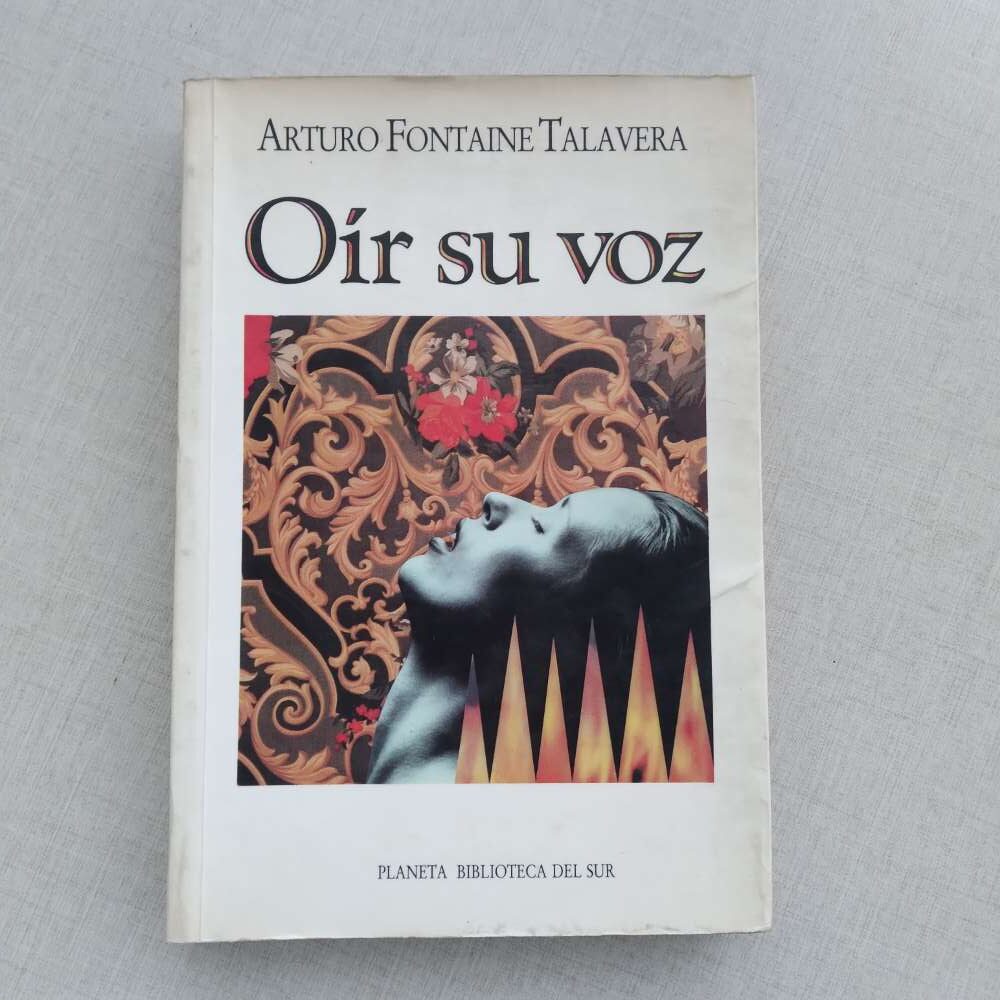 ARTURO FONTAINE TALAVERA
Oír su voz
PLANETA BIBLIOTECA DEL SUR